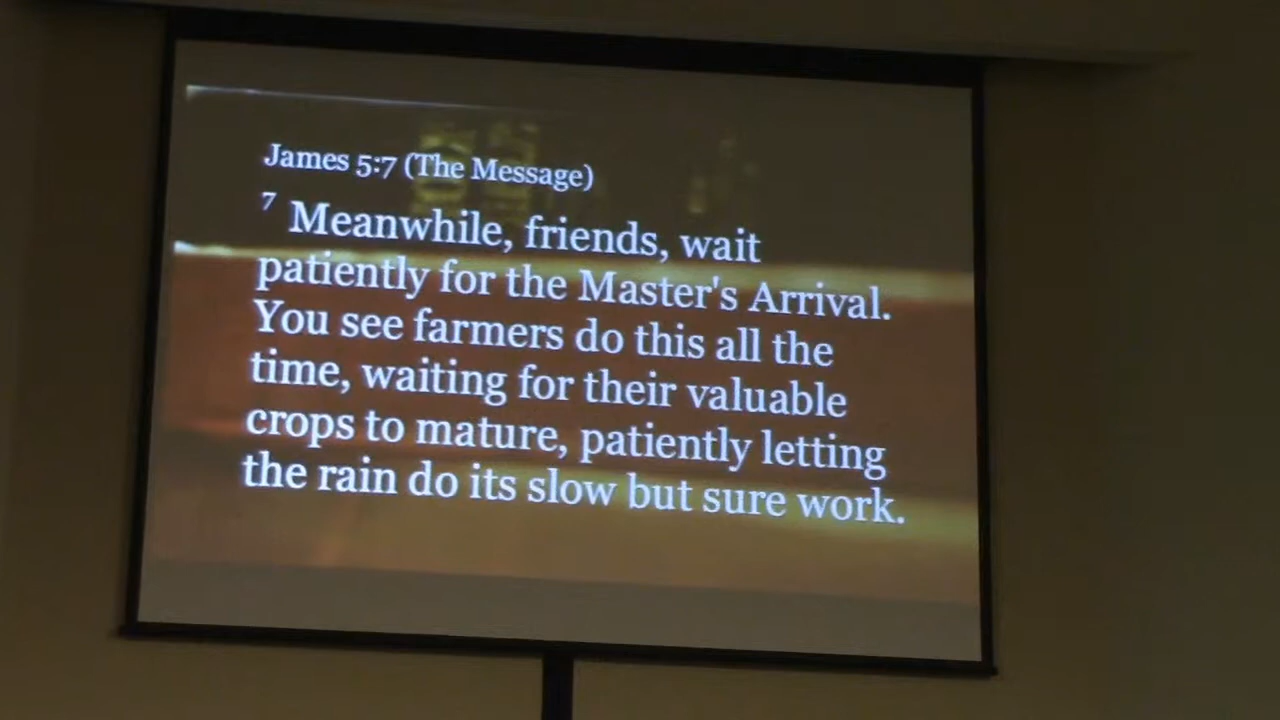 James 5:7 (The Message)
7 Meanwhile, friends, wait
patiently for the Master's Arrival.
You see farmers do this all the
time, waiting for their valuable
crops to mature, patiently letting
the rain do its slow but sure work.